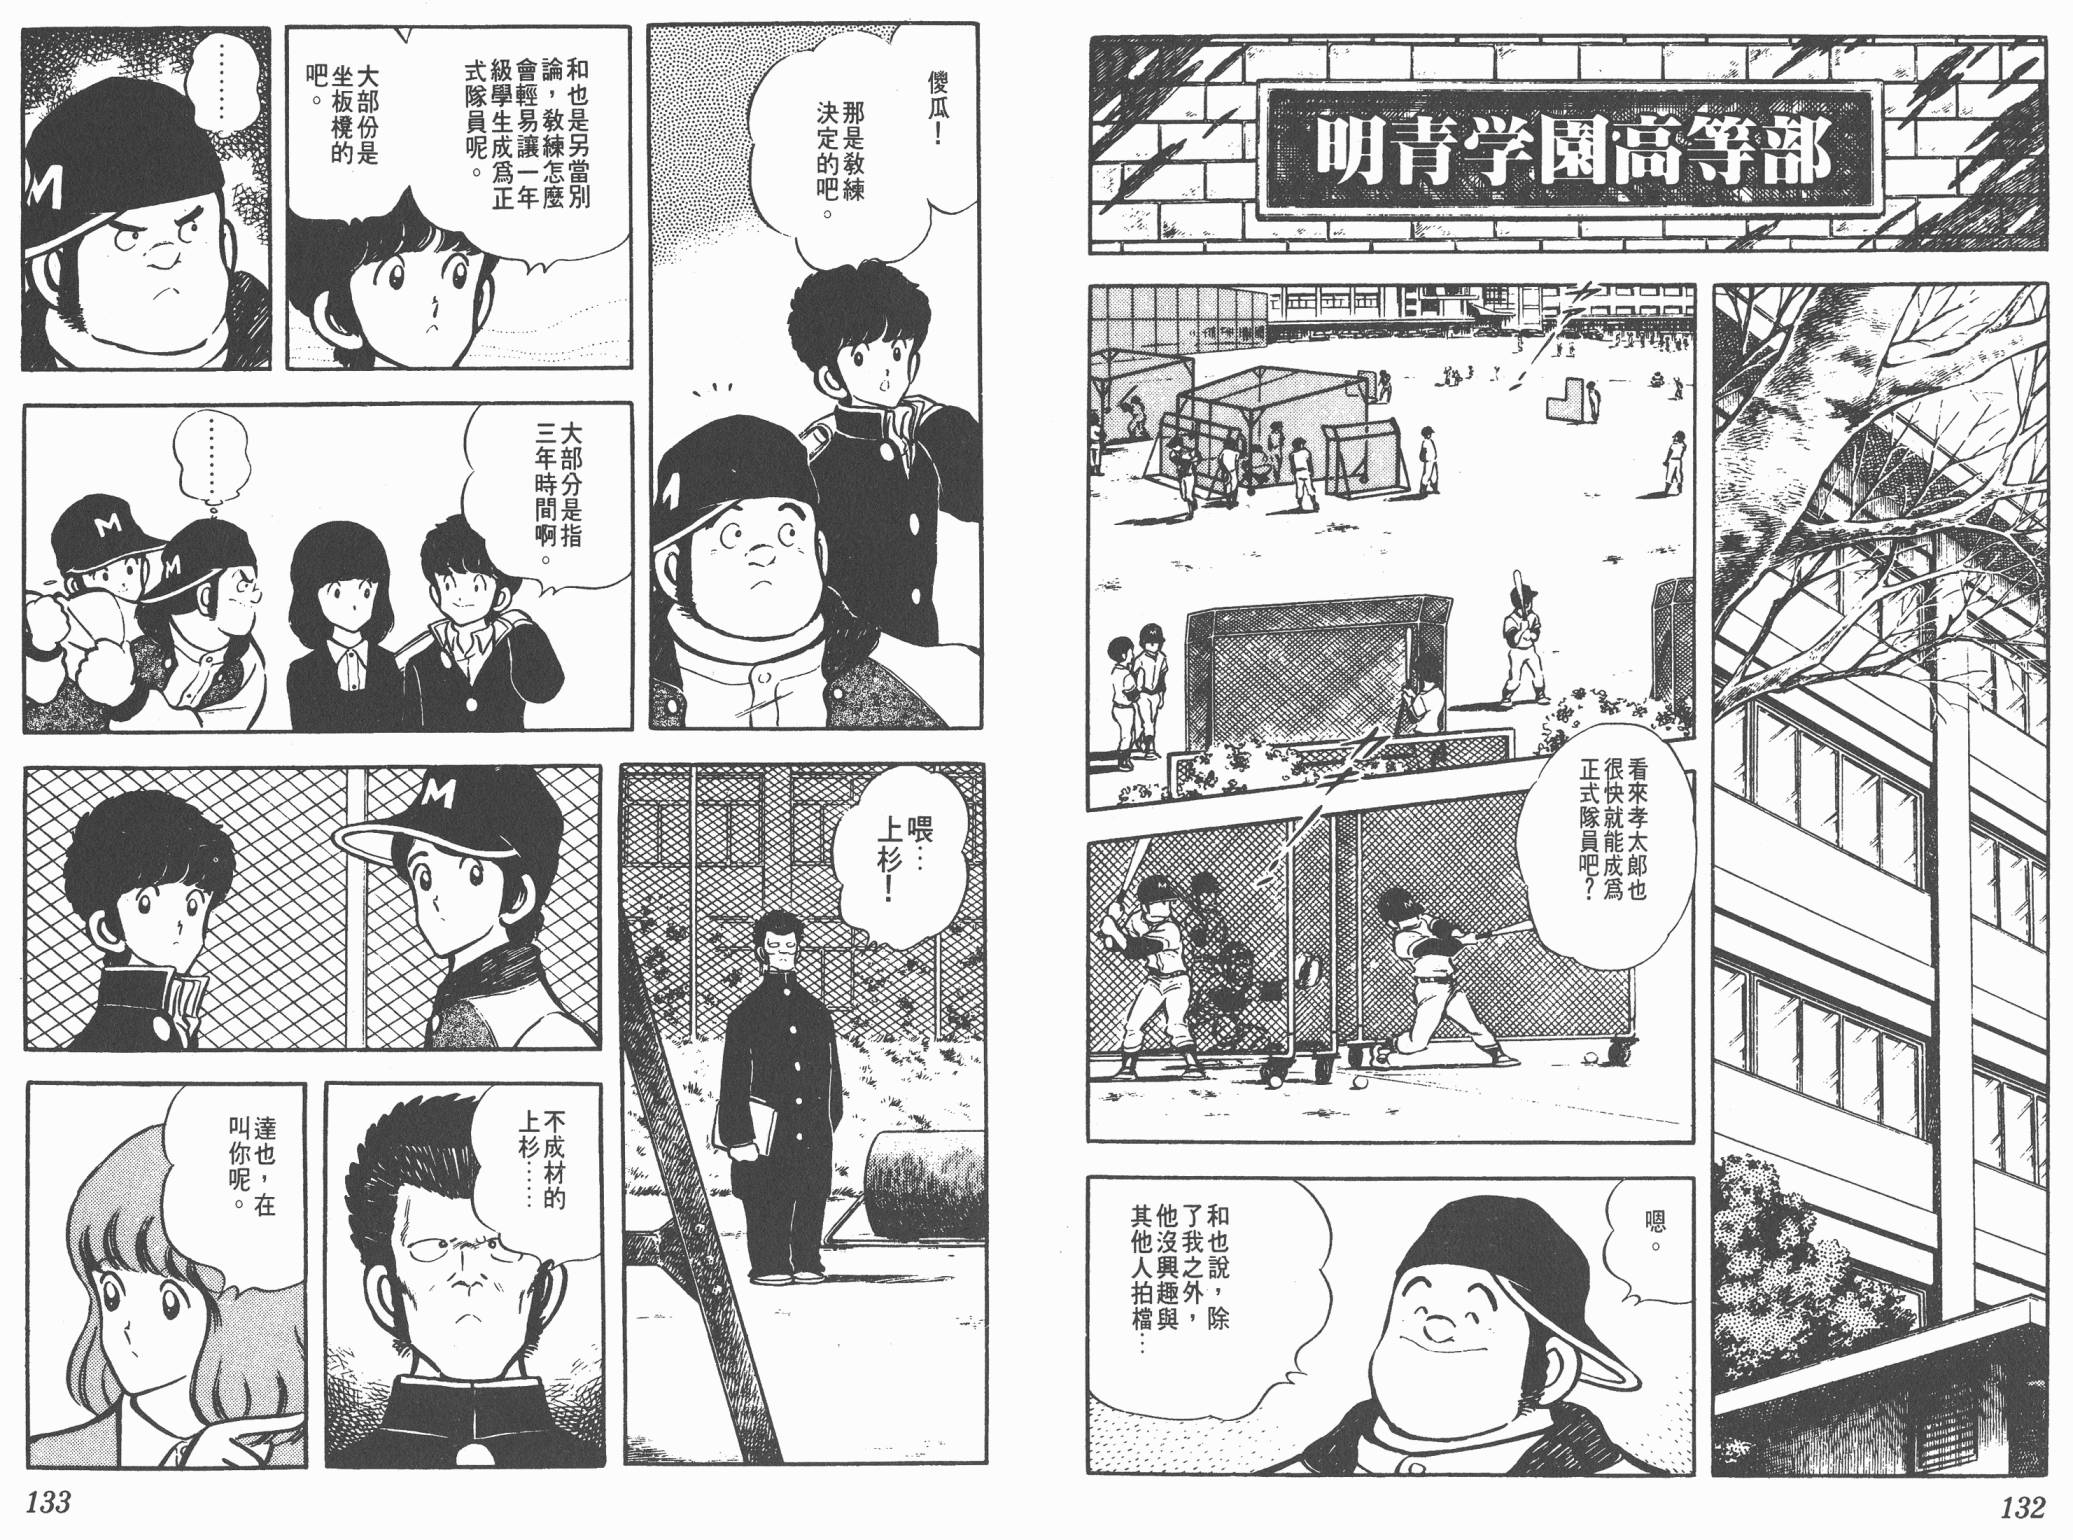 明青学園高等部
看來孝太郎也
很快就能成爲
正式隊員吧？
嗯。
和也說，除
了我之外，
他沒興趣與
其他人拍檔…
132
傻瓜！
那是敎練
決定的吧。
和也是另當別
論，敎練怎麼
會輕易讓一年
級學生成爲正
式隊員呢。
大部份是
坐板櫈的
吧。
………
大部分是指
三年時間啊。
………
喂…
上杉！
不成材的
上杉……
達也，在
叫你呢。
133